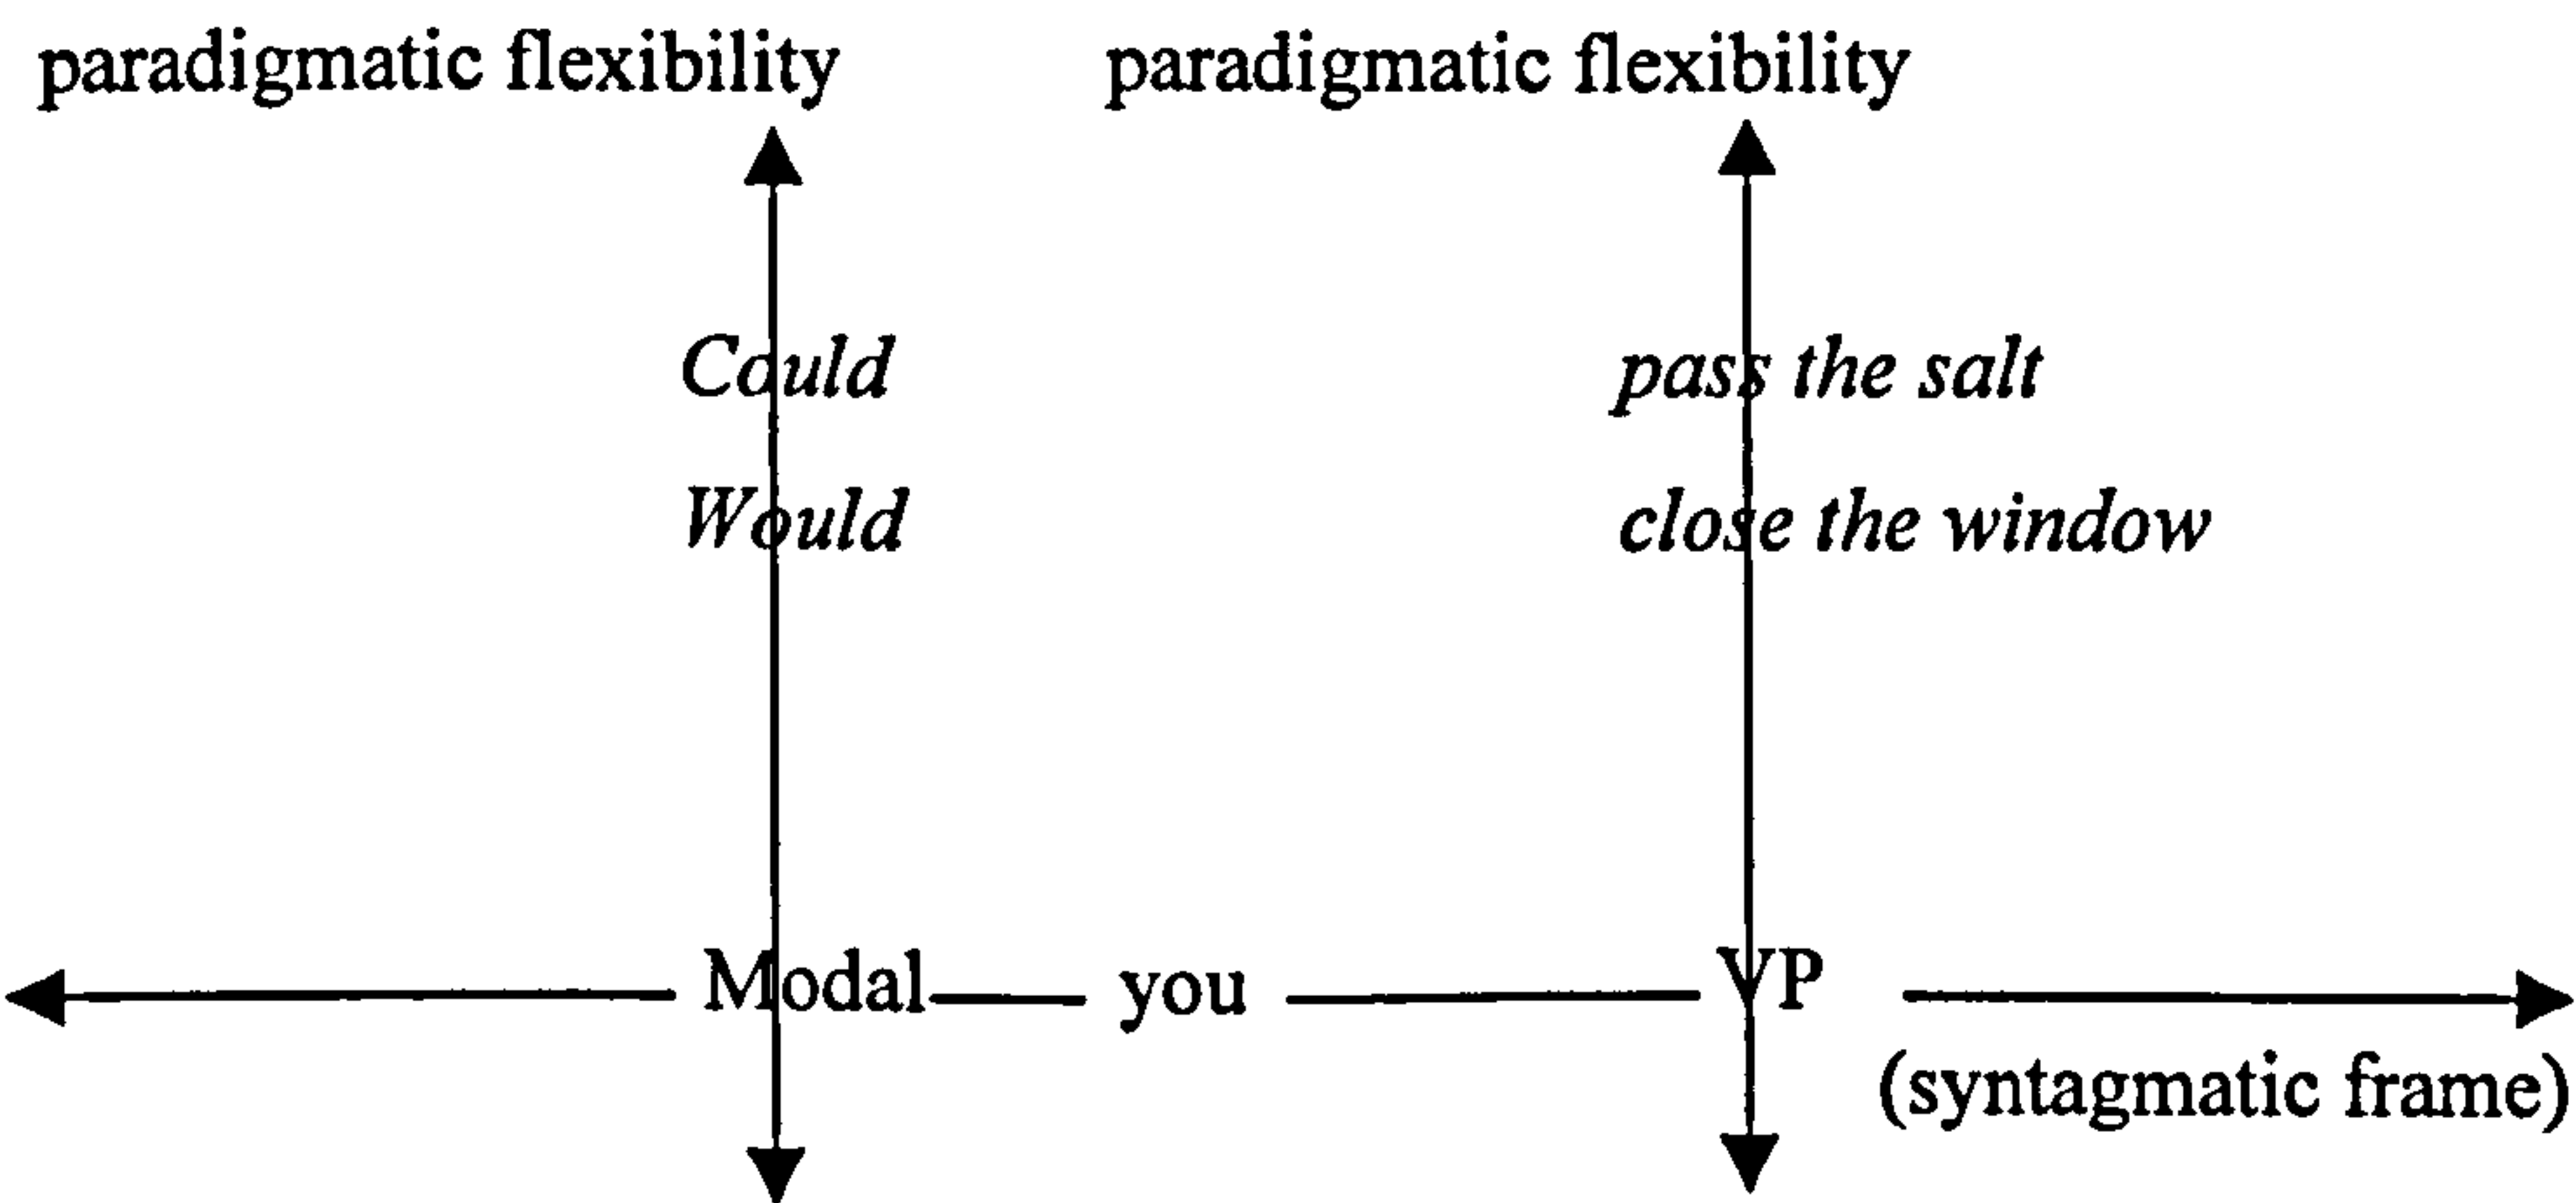 paradigmatic flexibility paradigmatic flexibility
Could pass the salt
Would close the window
Modal you VP
(syntagmatic frame)